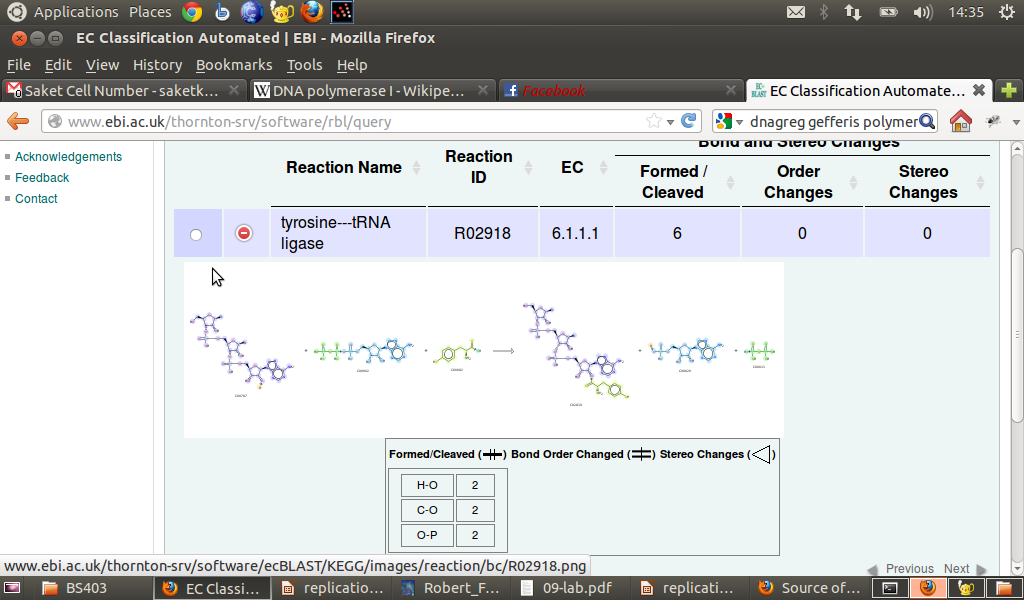 Applications Places 14:35
EC Classification Automated | EBI - Mozilla Firefox
File Edit View History Bookmarks Tools Help
Saket Cell Number - saketk... DNA polymerase I - Wikipe... Facebook EC Classification Automate...
www.ebi.ac.uk/thornton-srv/software/rbl/query dnagreg gefferis polymer
Acknowledgements
Feedback
Contact
Bond and Stereo Changes
Reaction Name Reaction ID EC Formed / Cleaved Order Changes Stereo Changes
tyrosine---tRNA ligase R02918 6.1.1.1 6 0 0
Formed/Cleaved ( ) Bond Order Changed ( ) Stereo Changes ( )
H-O 2
C-O 2
O-P 2
www.ebi.ac.uk/thornton-srv/software/ecBLAST/KEGG/images/reaction/bc/R02918.png
Previous Next
BS403 EC Classi... replicatio... Robert_F... 09-lab.pdf replicati... Source of...